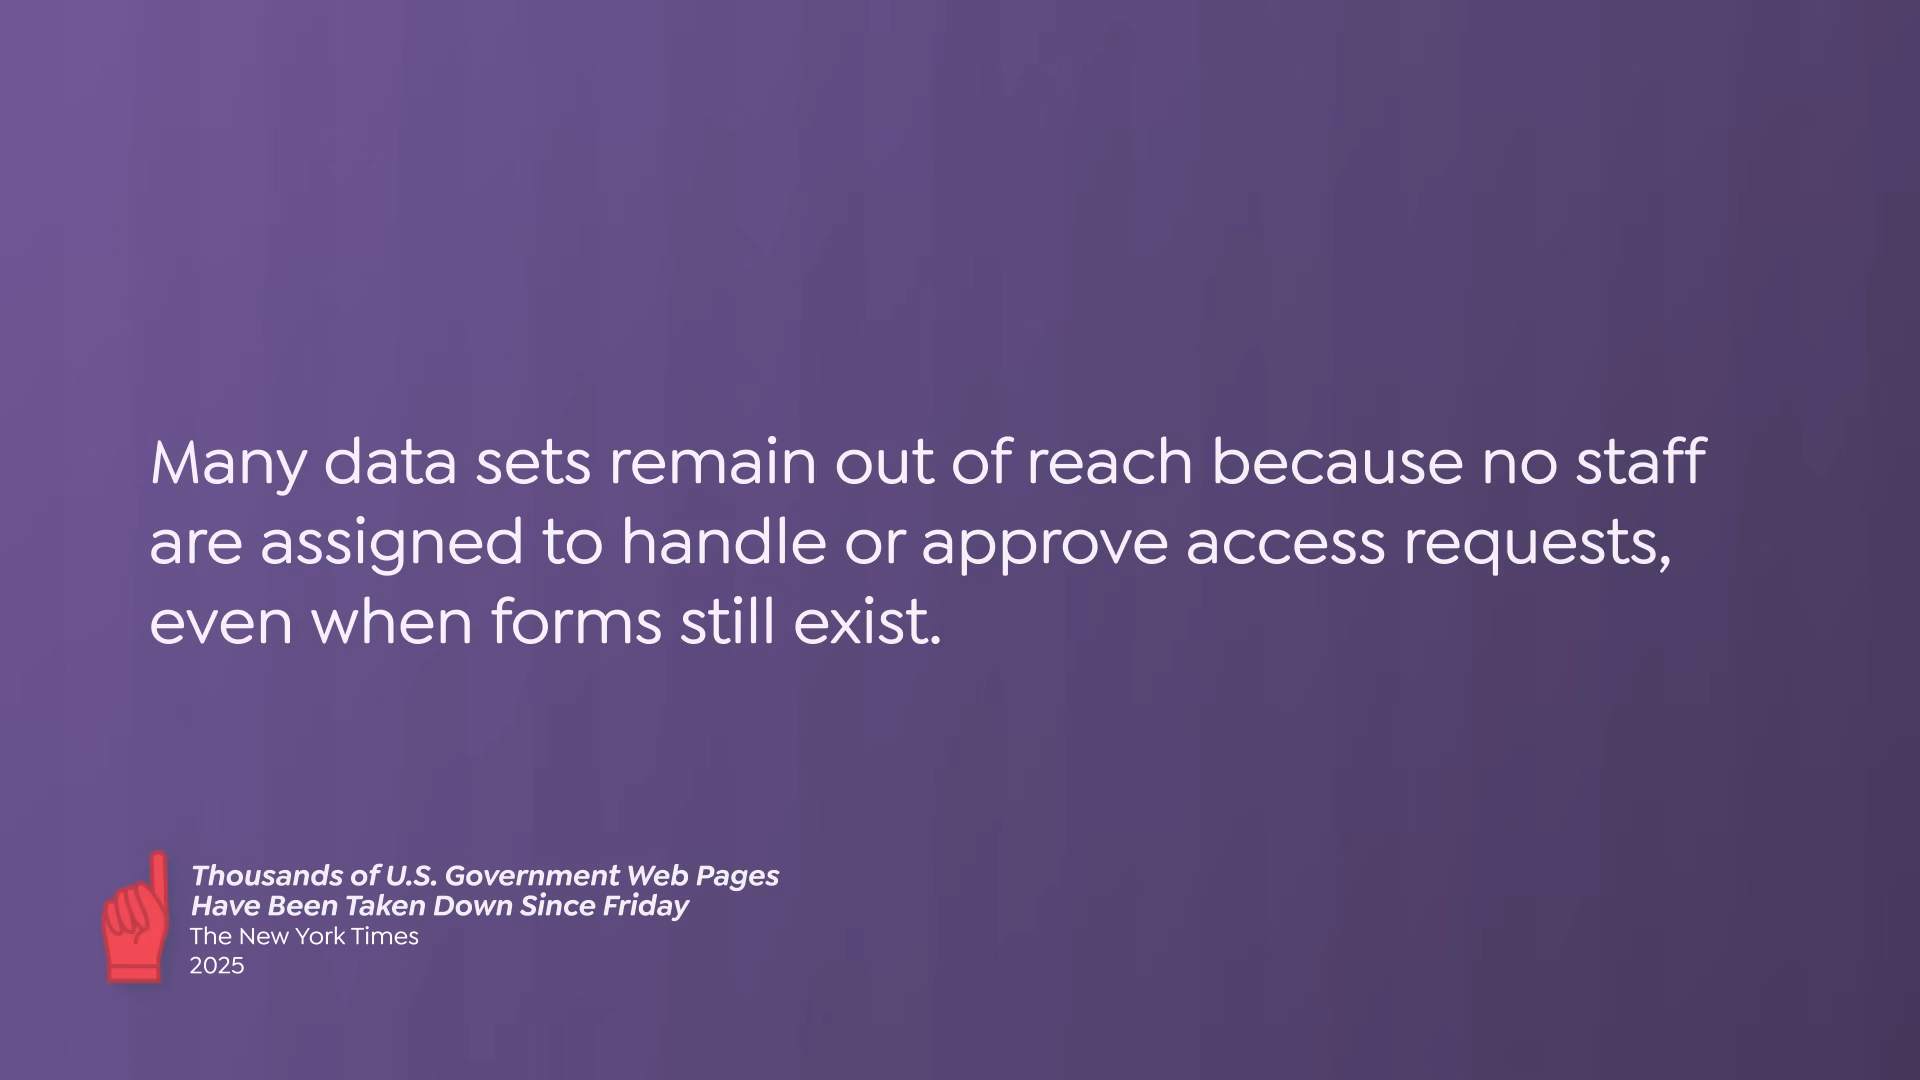 Many data sets remain out of reach because no staff
are assigned to handle or approve access requests,
even when forms still exist.
Thousands of U.S. Government Web Pages
Have Been Taken Down Since Friday
The New York Times
2025